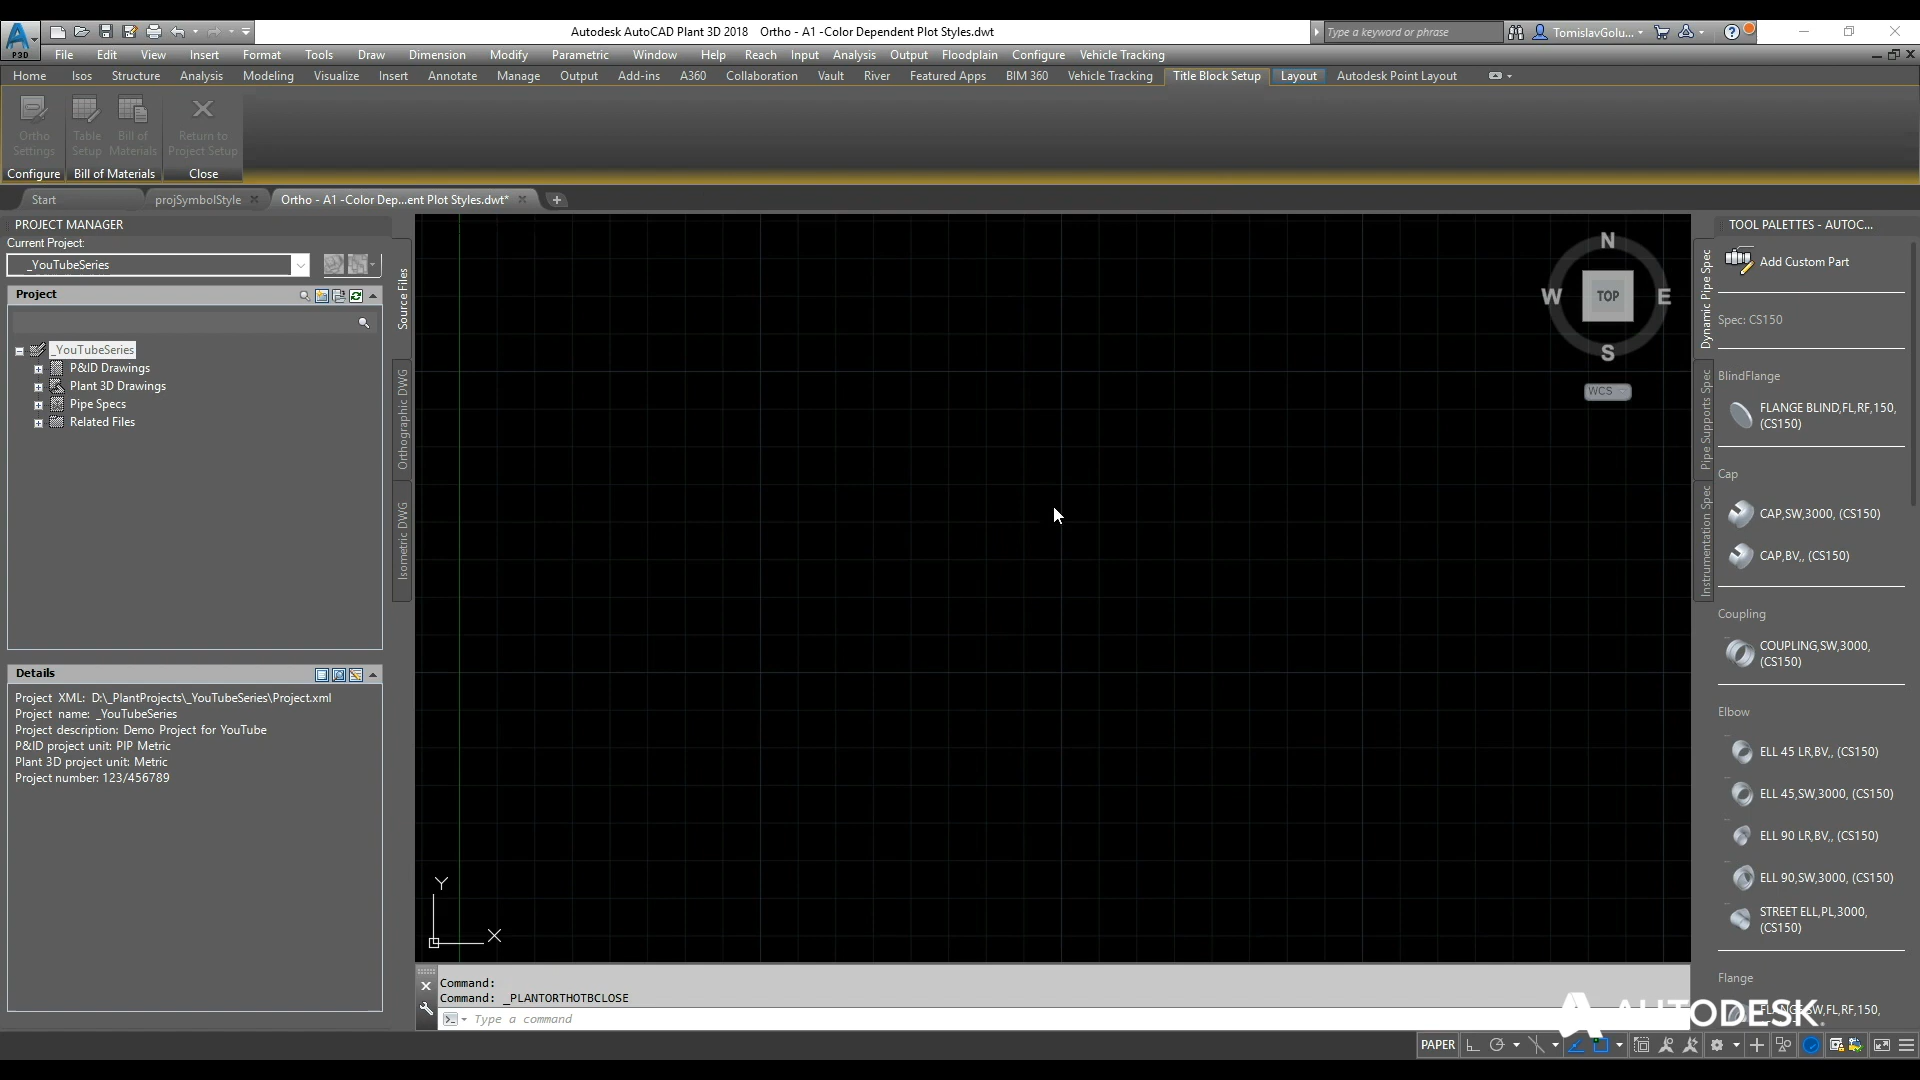 Autodesk AutoCAD Plant 3D 2018 Ortho - A1 -Color Dependent Plot Styles.dwt
Type a keyword or phrase
TomislavGolu...
P3D
File Edit View Insert Format Tools Draw Dimension Modify Parametric Window Help Reach Input Analysis Output Floodplain Configure Vehicle Tracking
Home Isos Structure Analysis Modeling Visualize Insert Annotate Manage Output Add-ins A360 Collaboration Vault River Featured Apps BIM 360 Vehicle Tracking Title Block Setup Layout Autodesk Point Layout
Ortho Settings
Table Setup
Bill of Materials
Return to Project Setup
Configure Bill of Materials Close
Start projSymbolStyle Ortho - A1 -Color Dep...ent Plot Styles.dwt*
PROJECT MANAGER
Current Project:
_YouTubeSeries
Project
_YouTubeSeries
P&ID Drawings
Plant 3D Drawings
Pipe Specs
Related Files
Source Files
Orthographic DWG
Isometric DWG
Details
Project XML: D:\_PlantProjects\_YouTubeSeries\Project.xml
Project name: _YouTubeSeries
Project description: Demo Project for YouTube
P&ID project unit: PIP Metric
Plant 3D project unit: Metric
Project number: 123/456789
N
W TOP E
S
WCS
Y
X
Command:
Command: _PLANTORTHOTBCLOSE
Type a command
TOOL PALETTES - AUTOC...
Dynamic Pipe Spec
Pipe Supports Spec
Instrumentation Spec
Add Custom Part
Spec: CS150
BlindFlange
FLANGE BLIND,FL,RF,150,
(CS150)
Cap
CAP,SW,3000, (CS150)
CAP,BV,, (CS150)
Coupling
COUPLING,SW,3000,
(CS150)
Elbow
ELL 45 LR,BV,, (CS150)
ELL 45,SW,3000, (CS150)
ELL 90 LR,BV,, (CS150)
ELL 90,SW,3000, (CS150)
STREET ELL,PL,3000,
(CS150)
Flange
AUTODESK.
PAPER